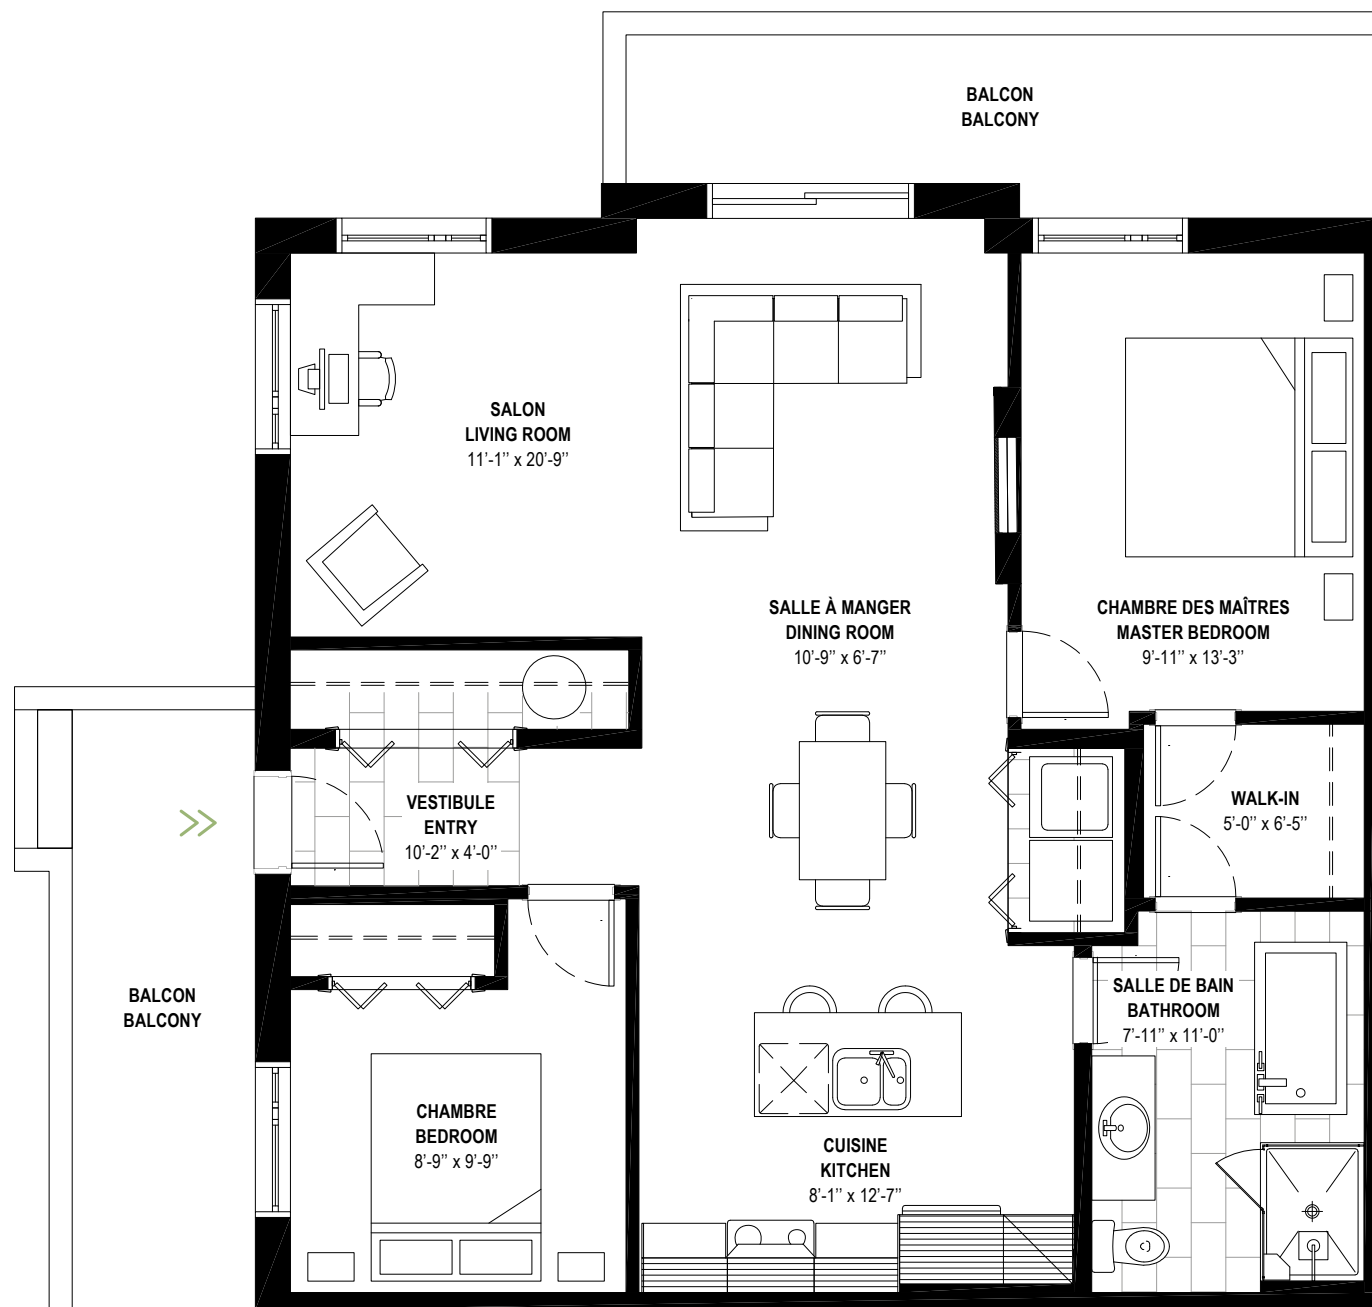 BALCON
BALCONY
SALON
LIVING ROOM
11'-1'' x 20'-9''
SALLE À MANGER
DINING ROOM
10'-9'' x 6'-7''
CHAMBRE DES MAÎTRES
MASTER BEDROOM
9'-11'' x 13'-3''
VESTIBULE
ENTRY
10'-2'' x 4'-0''
WALK-IN
5'-0'' x 6'-5''
BALCON
BALCONY
SALLE DE BAIN
BATHROOM
7'-11'' x 11'-0''
CHAMBRE
BEDROOM
8'-9'' x 9'-9''
CUISINE
KITCHEN
8'-1'' x 12'-7''